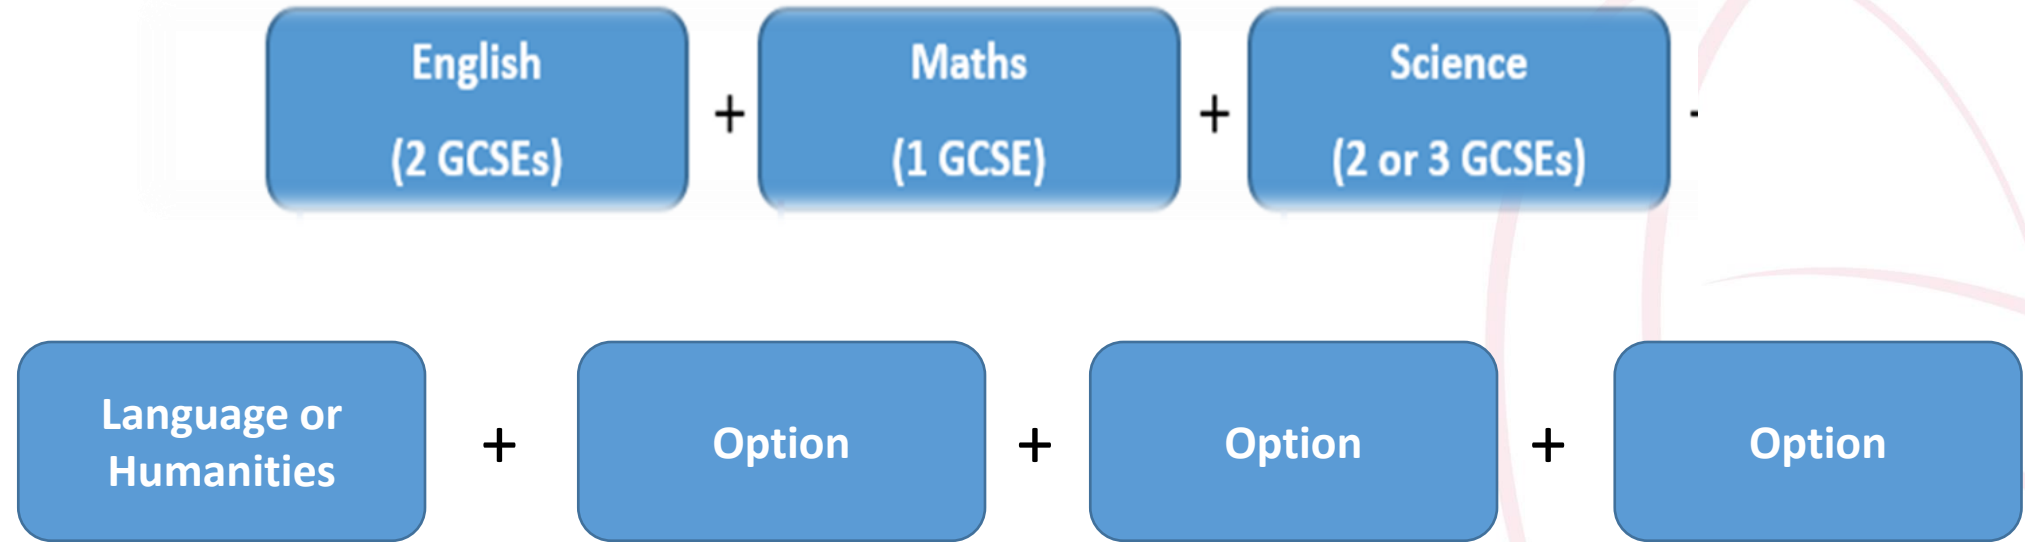 English + Maths + Science
(2 GCSEs) (1 GCSE) (2 or 3 GCSEs)
Language or Humanities + Option + Option + Option